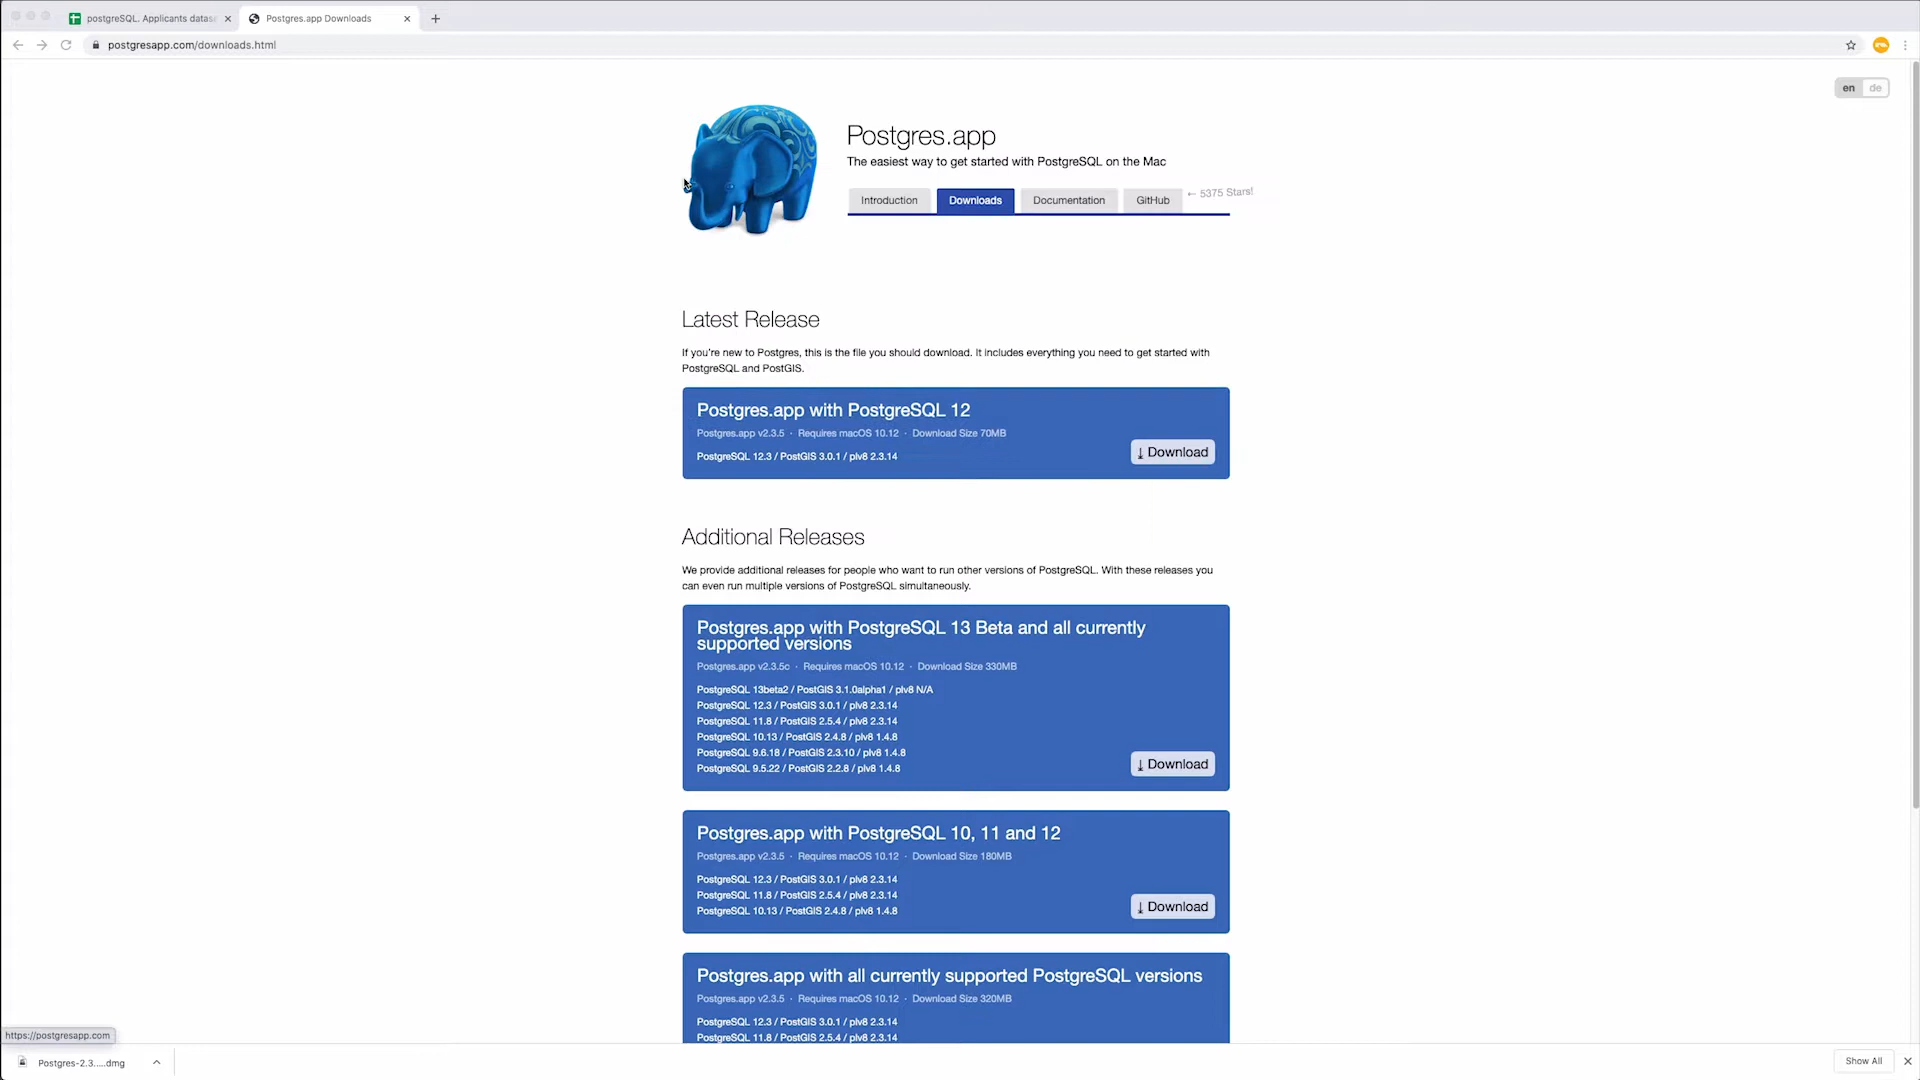 postgreSQL. Applicants datas
Postgres.app Downloads
postgresapp.com/downloads.html
en
de
Postgres.app
The easiest way to get started with PostgreSQL on the Mac
Introduction
Downloads
Documentation
GitHub
← 5375 Stars!
Latest Release
If you're new to Postgres, this is the file you should download. It includes everything you need to get started with
PostgreSQL and PostGIS.
Postgres.app with PostgreSQL 12
Postgres.app v2.3.5 · Requires macOS 10.12 · Download Size 70MB
PostgreSQL 12.3 / PostGIS 3.0.1 / plv8 2.3.14
Download
Additional Releases
We provide additional releases for people who want to run other versions of PostgreSQL. With these releases you
can even run multiple versions of PostgreSQL simultaneously.
Postgres.app with PostgreSQL 13 Beta and all currently
supported versions
Postgres.app v2.3.5c · Requires macOS 10.12 · Download Size 330MB
PostgreSQL 13beta2 / PostGIS 3.1.0alpha1 / plv8 N/A
PostgreSQL 12.3 / PostGIS 3.0.1 / plv8 2.3.14
PostgreSQL 11.8 / PostGIS 2.5.4 / plv8 2.3.14
PostgreSQL 10.13 / PostGIS 2.4.8 / plv8 1.4.8
PostgreSQL 9.6.18 / PostGIS 2.3.10 / plv8 1.4.8
PostgreSQL 9.5.22 / PostGIS 2.2.8 / plv8 1.4.8
Download
Postgres.app with PostgreSQL 10, 11 and 12
Postgres.app v2.3.5 · Requires macOS 10.12 · Download Size 180MB
PostgreSQL 12.3 / PostGIS 3.0.1 / plv8 2.3.14
PostgreSQL 11.8 / PostGIS 2.5.4 / plv8 2.3.14
PostgreSQL 10.13 / PostGIS 2.4.8 / plv8 1.4.8
Download
Postgres.app with all currently supported PostgreSQL versions
Postgres.app v2.3.5 · Requires macOS 10.12 · Download Size 320MB
PostgreSQL 12.3 / PostGIS 3.0.1 / plv8 2.3.14
PostgreSQL 11.8 / PostGIS 2.5.4 / plv8 2.3.14
https://postgresapp.com
Postgres-2.3....dmg
Show All